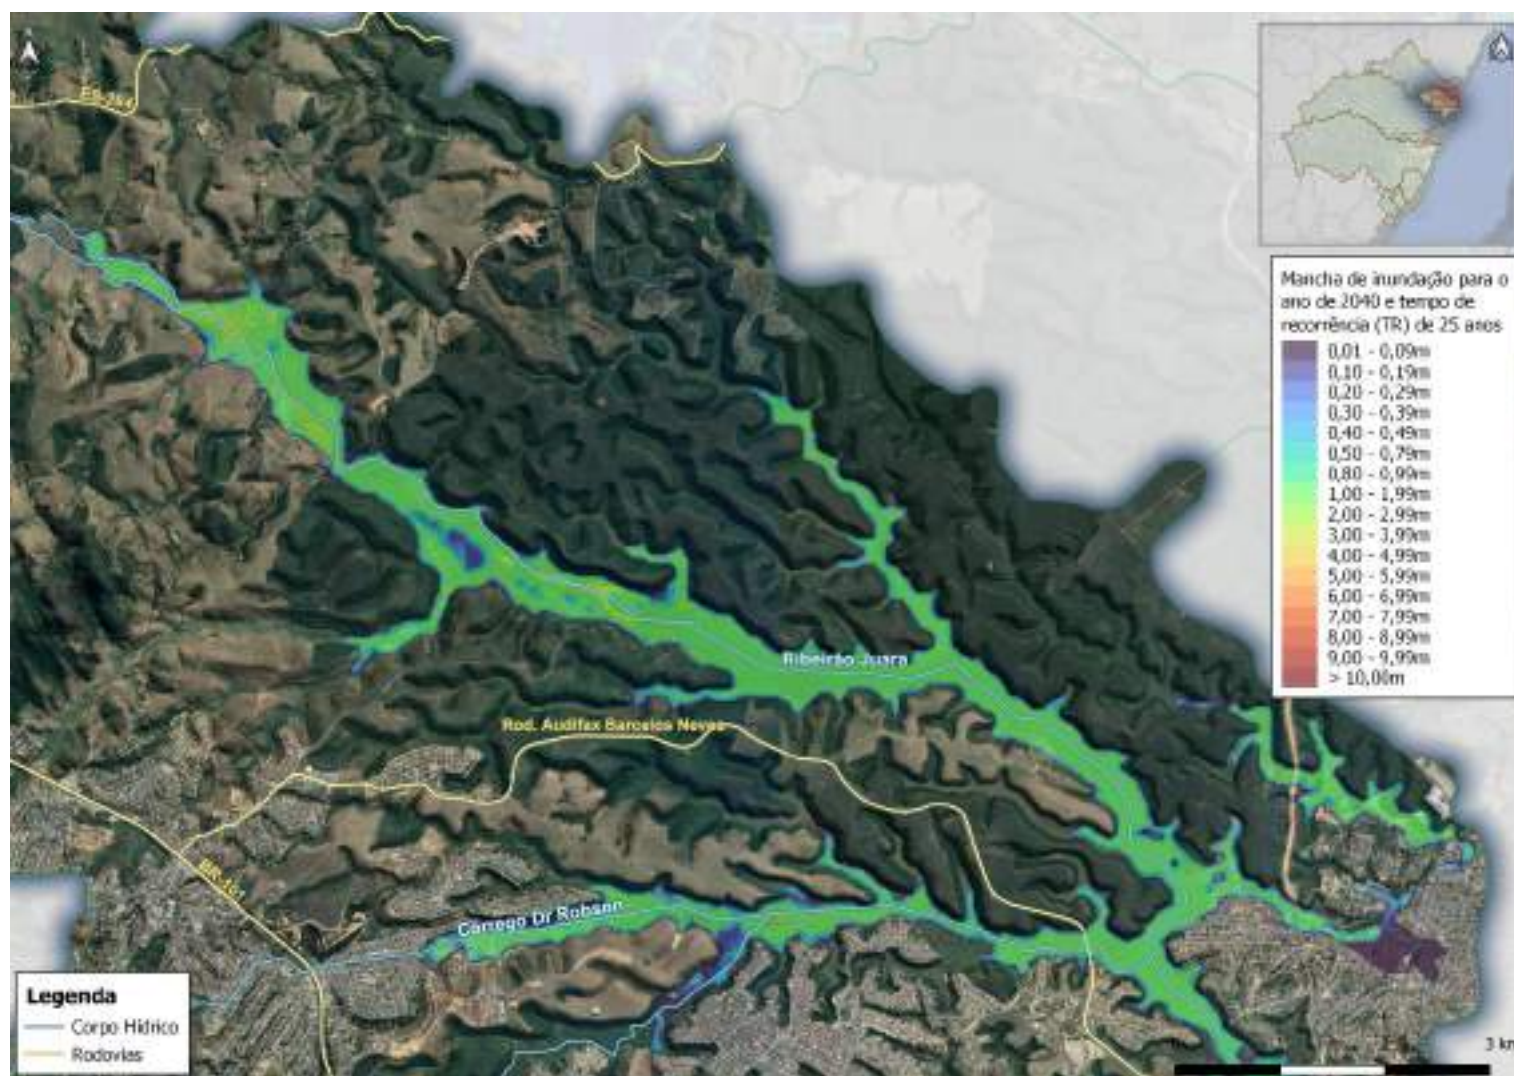 ES-264
Mancha de inundação para o
ano de 2040 e tempo de
recorrência (TR) de 25 anos
0,01 - 0,09m
0,10 - 0,19m
0,20 - 0,29m
0,30 - 0,39m
0,40 - 0,49m
0,50 - 0,79m
0,80 - 0,99m
1,00 - 1,99m
2,00 - 2,99m
3,00 - 3,99m
4,00 - 4,99m
5,00 - 5,99m
6,00 - 6,99m
7,00 - 7,99m
8,00 - 8,99m
9,00 - 9,99m
> 10,00m
Ribeirão Juara
Rod. Audifax Barcelos Neves
BR-101
Córrego Dr Robson
Legenda
Corpo Hídrico
Rodovias
3 km